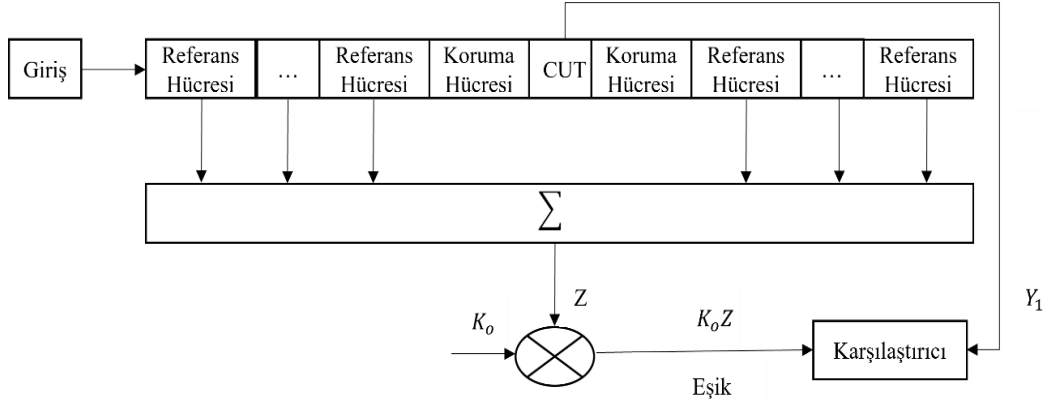 Giriş
Referans
Hücresi
...
Referans
Hücresi
Koruma
Hücresi
CUT
Koruma
Hücresi
Referans
Hücresi
...
Referans
Hücresi
∑
Z
Kₒ
KₒZ
Y₁
Karşılaştırıcı
Eşik